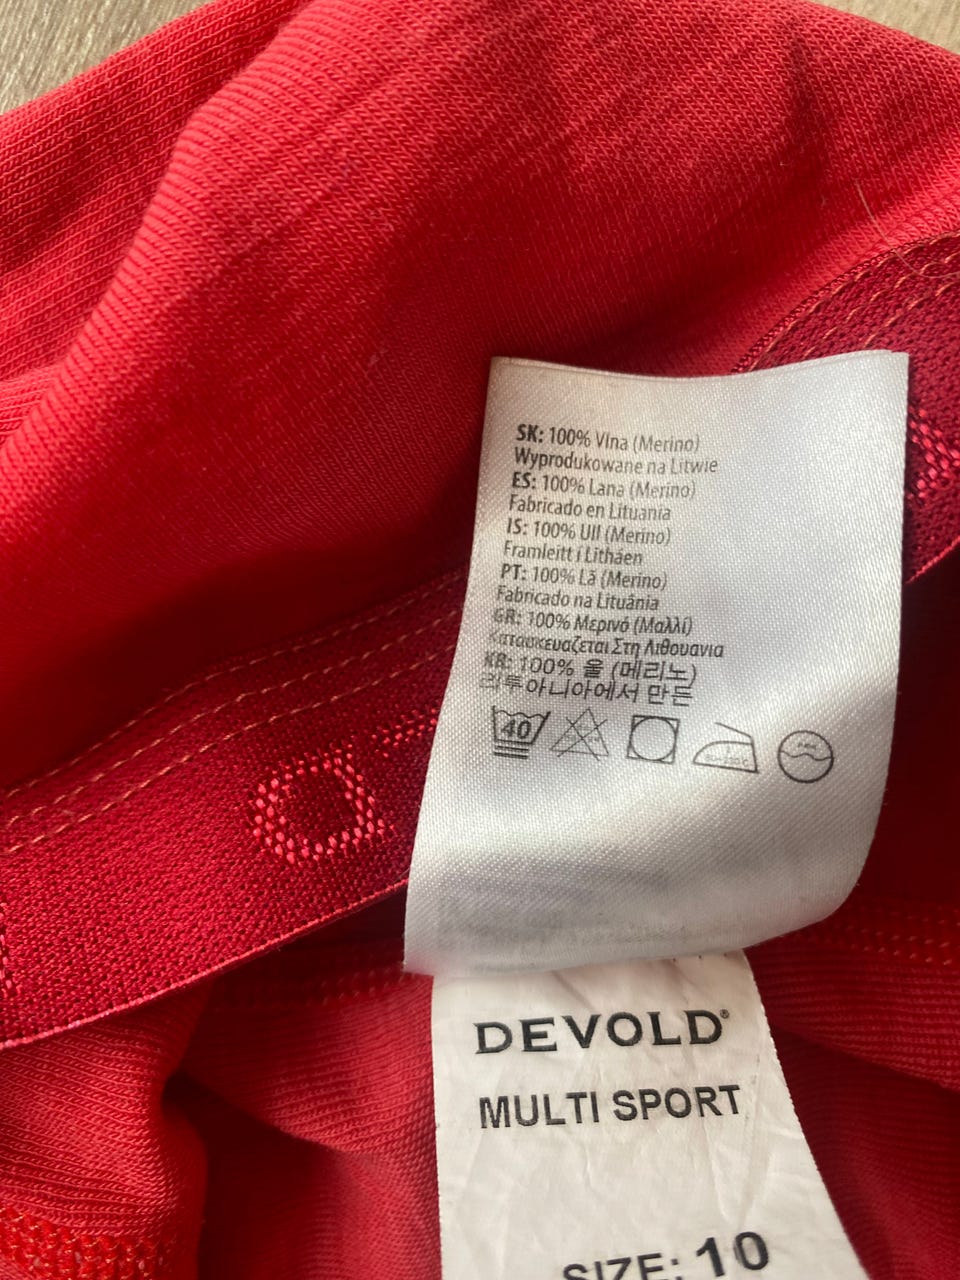 SK: 100% Vlna (Merino)
Wyprodukowane na Litwie
ES: 100% Lana (Merino)
Fabricado en Lituania
IS: 100% Ull (Merino)
Framleitt í Litháen
PT: 100% Lã (Merino)
Fabricado na Lituânia
GR: 100% Μερινό (Μαλλί)
Κατασκευαζεται Στη Λιθουανια
KR: 100% 울 (메리노)
리투아니아에서 만든
40
DEVOLD®
MULTI SPORT
SIZE: 10